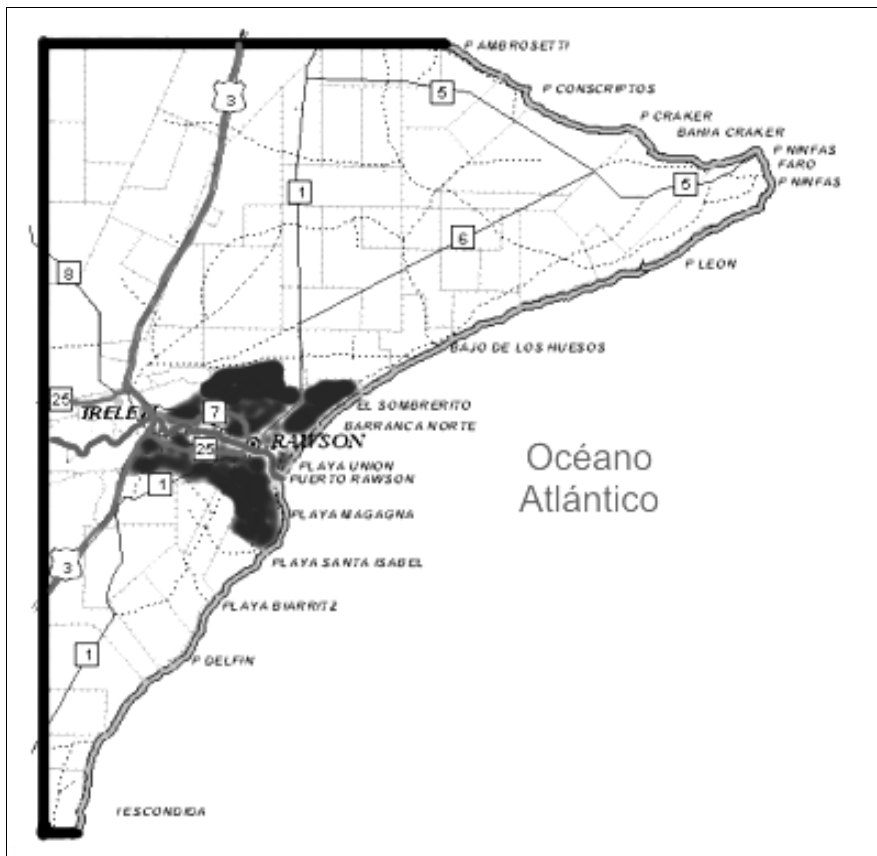 P AMBROSETTI
3
5
P CONSCRIPTOS
P CRAKER
BAHIA CRAKER
P NINFAS
FARO
P NINFAS
5
1
6
P LEON
8
BAJO DE LOS HUESOS
25
TRELEW
7
EL SOMBRERITO
BARRANCA NORTE
25
RAWSON
Océano
Atlántico
PLAYA UNION
PUERTO RAWSON
1
PLAYA MAGAGNA
3
PLAYA SANTA ISABEL
PLAYA BIARRITZ
1
P DELFIN
I ESCONDIDA